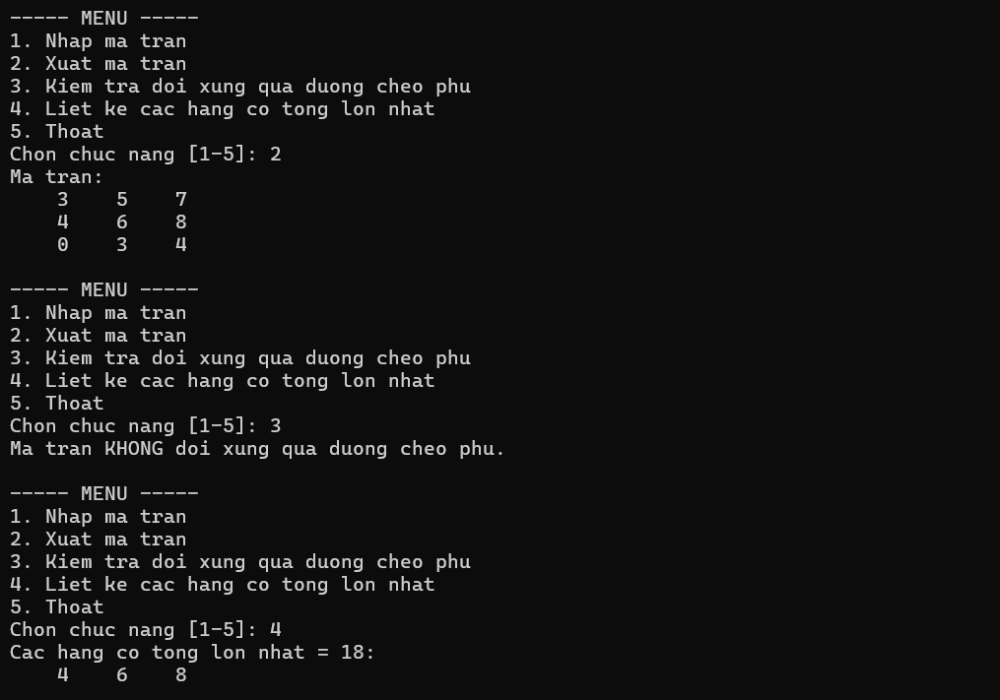 ----- MENU -----
1. Nhap ma tran
2. Xuat ma tran
3. Kiem tra doi xung qua duong cheo phu
4. Liet ke cac hang co tong lon nhat
5. Thoat
Chon chuc nang [1-5]: 2
Ma tran:
    3    5    7
    4    6    8
    0    3    4

----- MENU -----
1. Nhap ma tran
2. Xuat ma tran
3. Kiem tra doi xung qua duong cheo phu
4. Liet ke cac hang co tong lon nhat
5. Thoat
Chon chuc nang [1-5]: 3
Ma tran KHONG doi xung qua duong cheo phu.

----- MENU -----
1. Nhap ma tran
2. Xuat ma tran
3. Kiem tra doi xung qua duong cheo phu
4. Liet ke cac hang co tong lon nhat
5. Thoat
Chon chuc nang [1-5]: 4
Cac hang co tong lon nhat = 18:
    4    6    8